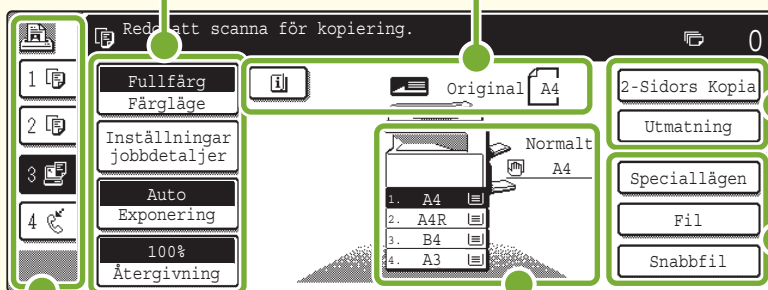 Redo att scanna för kopiering.
0
1
2
3
4
Fullfärg
Färgläge
Inställningar
jobbdetaljer
Auto
Exponering
100%
Återgivning
Original A4
Normalt
A4
1. A4
2. A4R
3. B4
4. A3
2-Sidors Kopia
Utmatning
Speciallägen
Fil
Snabbfil